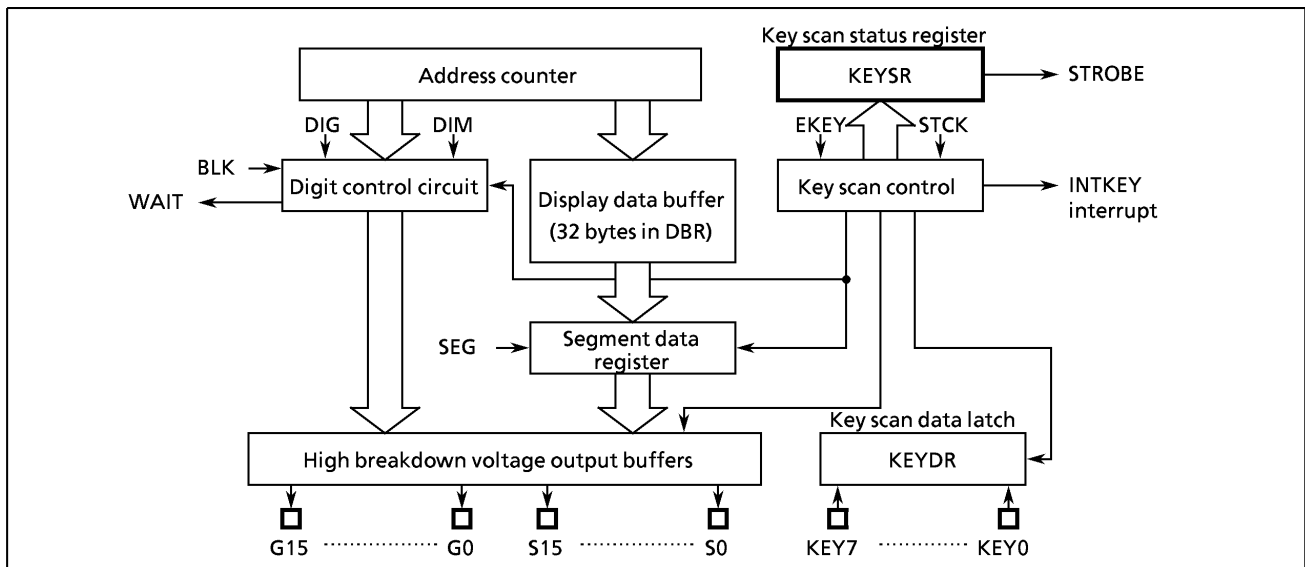 Key scan status register
Address counter
KEYSR
STROBE
DIG
DIM
EKEY
STCK
BLK
Digit control circuit
WAIT
Display data buffer
(32 bytes in DBR)
Key scan control
INTKEY
interrupt
SEG
Segment data
register
Key scan data latch
High breakdown voltage output buffers
KEYDR
G15 ................ G0
S15 ................ S0
KEY7 ................ KEY0